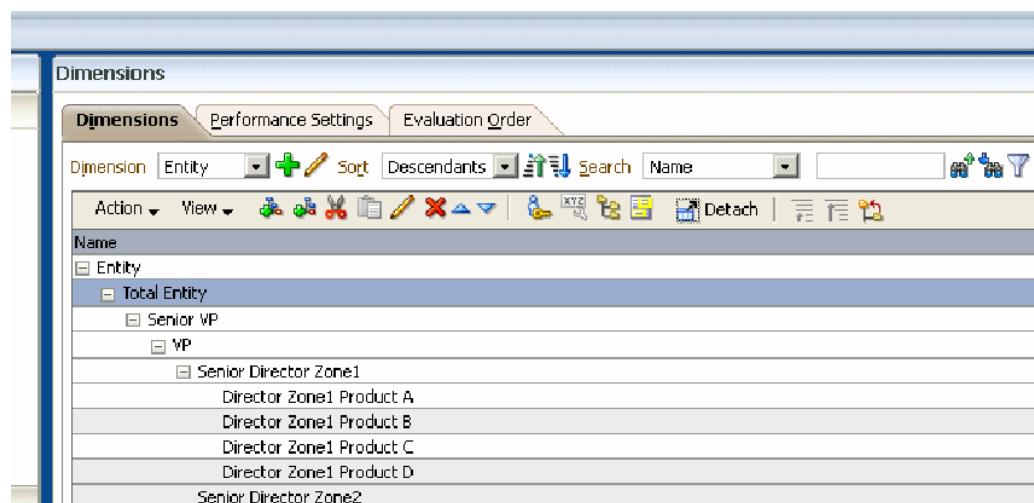 Dimensions
Dimensions Performance Settings Evaluation Order
Dimension Entity Sort Descendants Search Name
Action View XYZ Detach
Name
Entity
Total Entity
Senior VP
VP
Senior Director Zone1
Director Zone1 Product A
Director Zone1 Product B
Director Zone1 Product C
Director Zone1 Product D
Senior Director Zone2